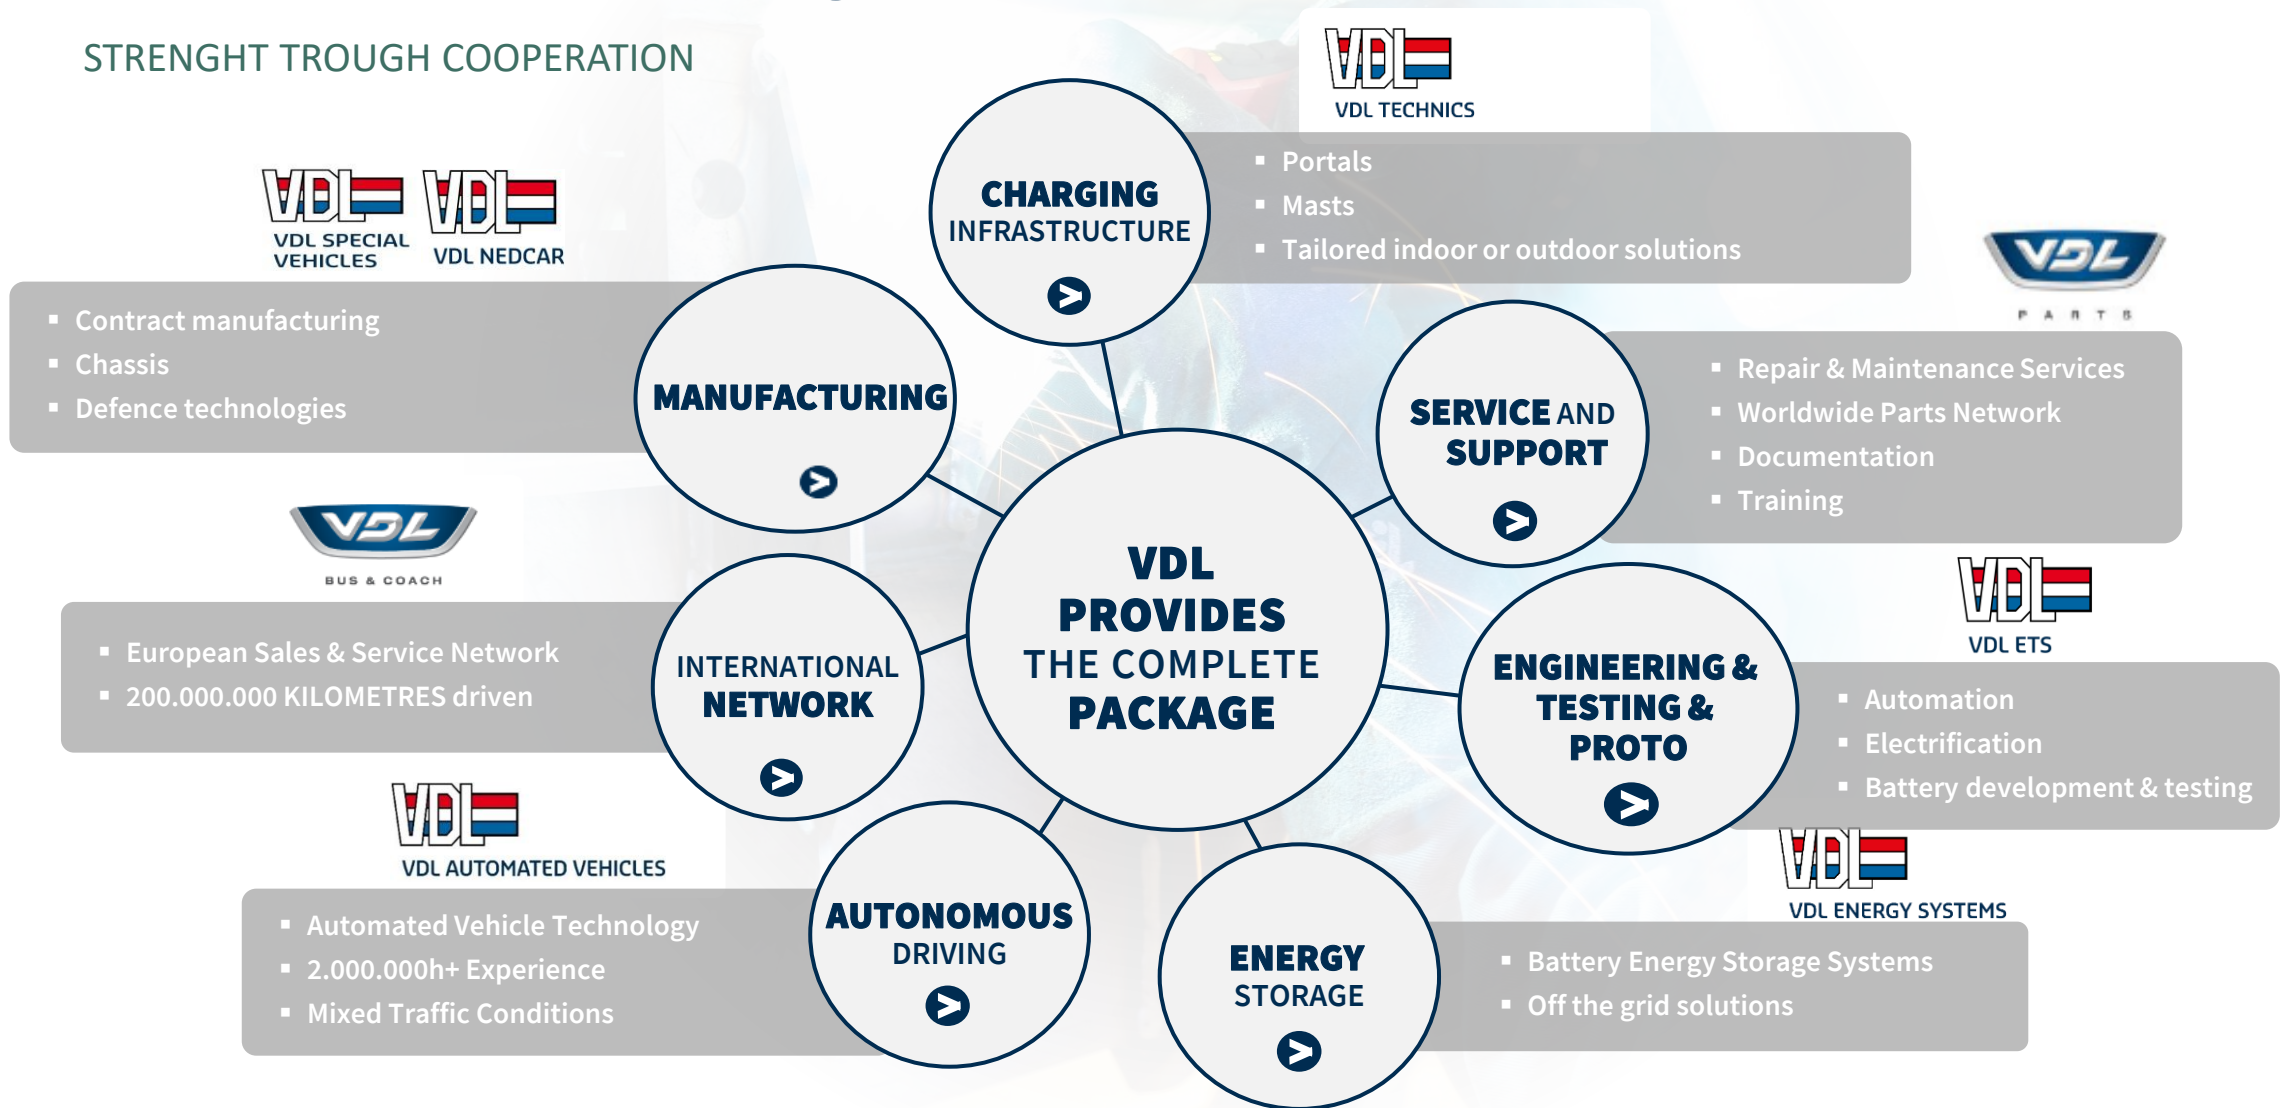 STRENGHT TROUGH COOPERATION
VDL
VDL TECHNICS
CHARGING
INFRASTRUCTURE
▪ Portals
▪ Masts
▪ Tailored indoor or outdoor solutions
VDL
PARTS
SERVICE AND
SUPPORT
▪ Repair & Maintenance Services
▪ Worldwide Parts Network
▪ Documentation
▪ Training
VDL
VDL ETS
ENGINEERING &
TESTING &
PROTO
▪ Automation
▪ Electrification
▪ Battery development & testing
VDL
VDL ENERGY SYSTEMS
ENERGY
STORAGE
▪ Battery Energy Storage Systems
▪ Off the grid solutions
VDL
VDL AUTOMATED VEHICLES
AUTONOMOUS
DRIVING
▪ Automated Vehicle Technology
▪ 2.000.000h+ Experience
▪ Mixed Traffic Conditions
VDL
BUS & COACH
INTERNATIONAL
NETWORK
▪ European Sales & Service Network
▪ 200.000.000 KILOMETRES driven
VDL
VDL SPECIAL
VEHICLES
VDL
VDL NEDCAR
MANUFACTURING
▪ Contract manufacturing
▪ Chassis
▪ Defence technologies
VDL
PROVIDES
THE COMPLETE
PACKAGE